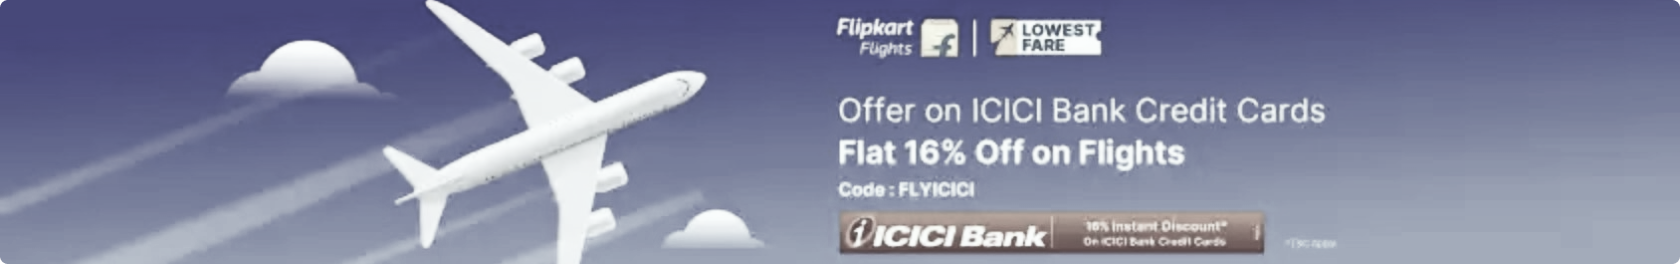 Flipkart
Flights
LOWEST
FARE
Offer on ICICI Bank Credit Cards
Flat 16% Off on Flights
Code : FLYICICI
ICICI Bank
16% Instant Discount*
On ICICI Bank Credit Cards